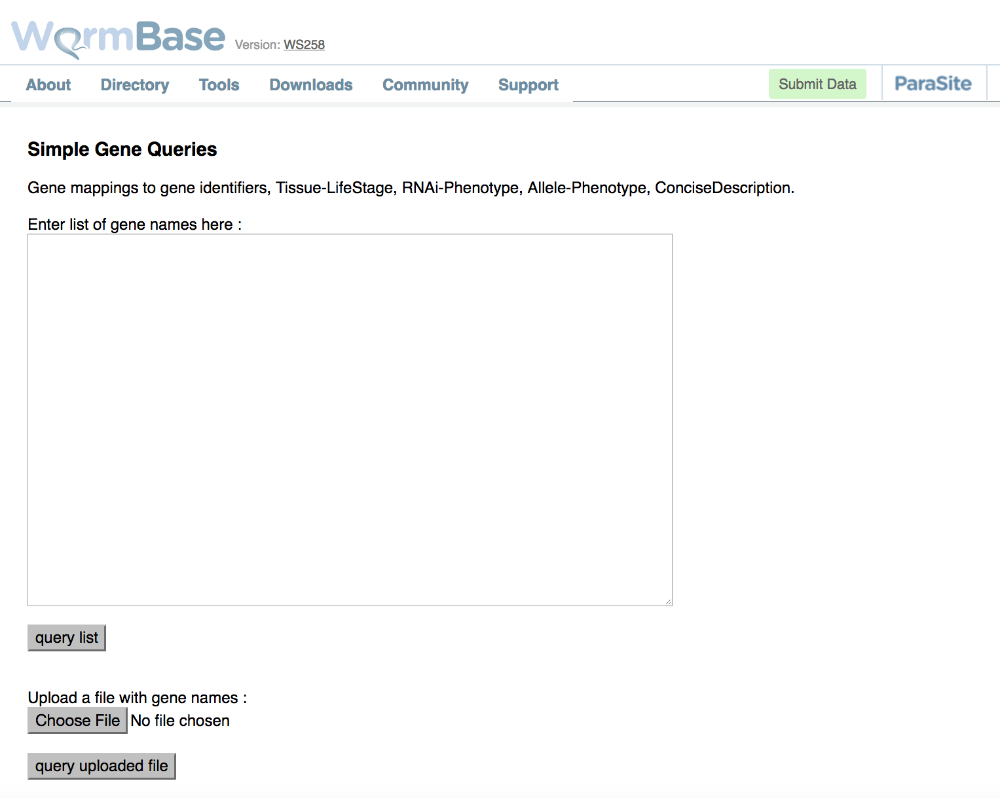 WormBase Version: WS258
About Directory Tools Downloads Community Support Submit Data ParaSite
Simple Gene Queries
Gene mappings to gene identifiers, Tissue-LifeStage, RNAi-Phenotype, Allele-Phenotype, ConciseDescription.
Enter list of gene names here :
query list
Upload a file with gene names :
Choose File No file chosen
query uploaded file